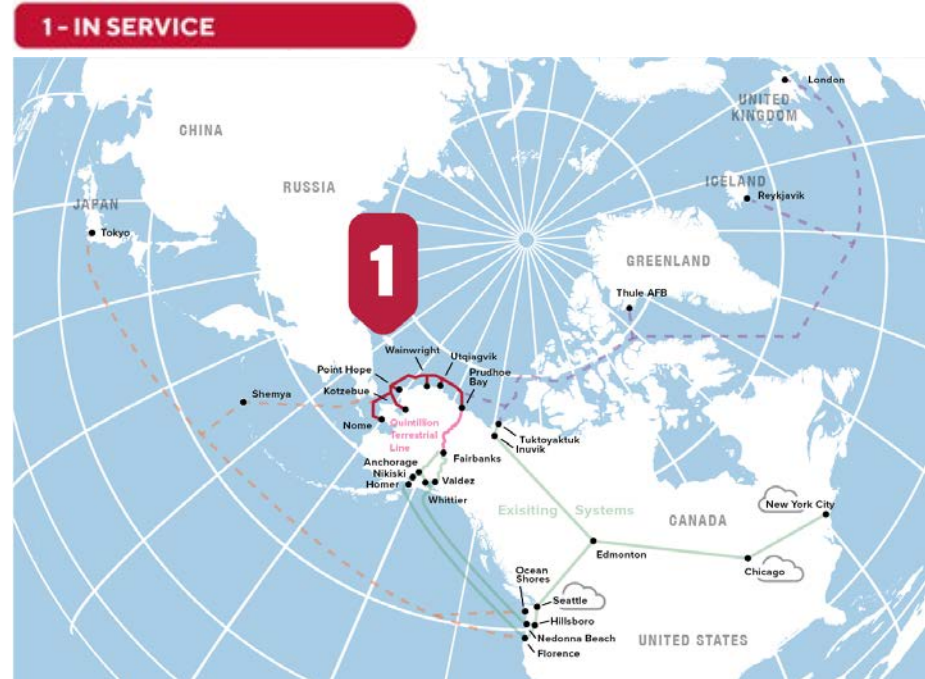 1 - IN SERVICE
London
UNITED
KINGDOM
CHINA
ICELAND
Reykjavik
RUSSIA
JAPAN
Tokyo
1
GREENLAND
Thule AFB
Wainwright
Utqiagvik
Point Hope
Prudhoe
Bay
Kotzebue
Shemya
Nome
Quintillion
Terrestrial
Line
Tuktoyaktuk
Inuvik
Fairbanks
Anchorage
Nikiski
Homer
Valdez
Whittier
Exisiting Systems
CANADA
New York City
Edmonton
Chicago
Ocean
Shores
Seattle
Hillsboro
Nedonna Beach
Florence
UNITED STATES